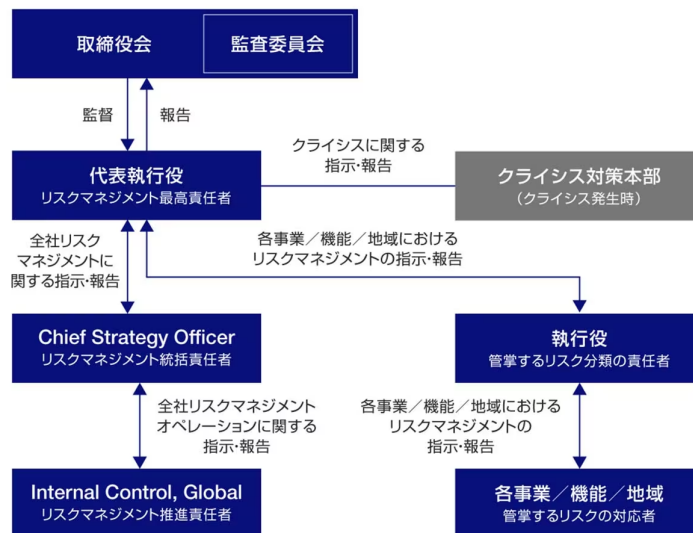 取締役会
監査委員会
監督
報告
代表執行役
リスクマネジメント最高責任者
クライシスに関する
指示・報告
クライシス対策本部
（クライシス発生時）
全社リスク
マネジメントに
関する指示・報告
各事業／機能／地域における
リスクマネジメントの指示・報告
Chief Strategy Officer
リスクマネジメント統括責任者
執行役
管掌するリスク分類の責任者
全社リスクマネジメント
オペレーションに関する
指示・報告
各事業／機能／地域における
リスクマネジメントの
指示・報告
Internal Control, Global
リスクマネジメント推進責任者
各事業／機能／地域
管掌するリスクの対応者